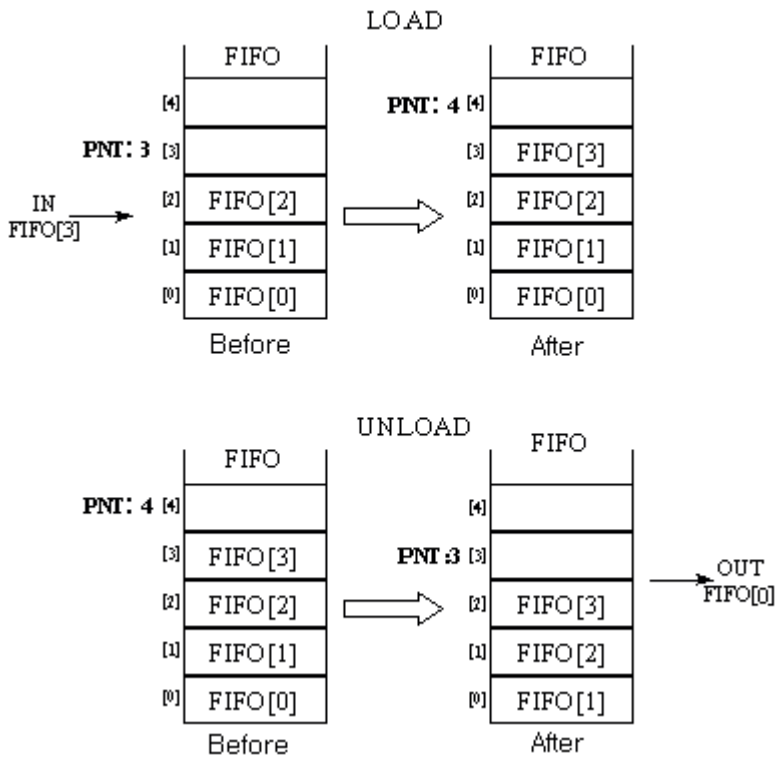 LOAD
FIFO
FIFO
[4]
PNT: 4 [4]
PNT: 3 [3]
[3] FIFO[3]
IN
FIFO[3]
[2] FIFO[2]
[2] FIFO[2]
[1] FIFO[1]
[1] FIFO[1]
[0] FIFO[0]
[0] FIFO[0]
Before
After
UNLOAD
FIFO
FIFO
PNT: 4 [4]
[4]
[3] FIFO[3]
PNT :3 [3]
OUT
FIFO[0]
[2] FIFO[2]
[2] FIFO[3]
[1] FIFO[1]
[1] FIFO[2]
[0] FIFO[0]
[0] FIFO[1]
Before
After